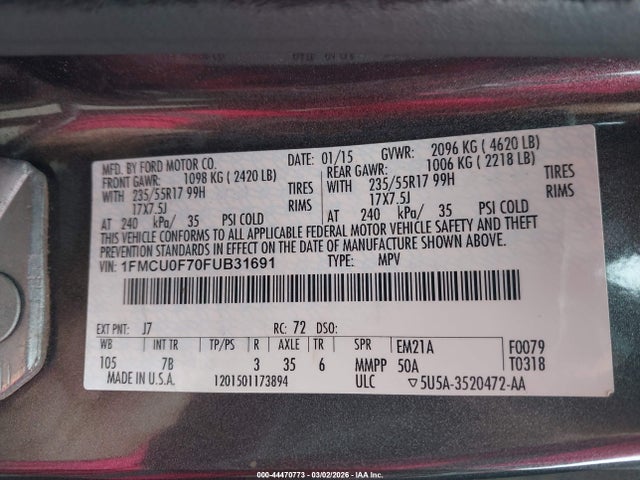 MFD. BY FORD MOTOR CO.
DATE: 01/15 GVWR: 2096 KG ( 4620 LB)
FRONT GAWR: 1098 KG ( 2420 LB) REAR GAWR: 1006 KG ( 2218 LB)
WITH 235/55R17 99H TIRES WITH 235/55R17 99H TIRES
17X7.5J RIMS 17X7.5J RIMS
AT 240 kPa/ 35 PSI COLD AT 240 kPa/ 35 PSI COLD
THIS VEHICLE CONFORMS TO ALL APPLICABLE FEDERAL MOTOR VEHICLE SAFETY AND THEFT
PREVENTION STANDARDS IN EFFECT ON THE DATE OF MANUFACTURE SHOWN ABOVE.
VIN: 1FMCU0F70FUB31691 TYPE: MPV
EXT PNT: J7 RC: 72 DSO:
WB INT TR TP/PS R AXLE TR SPR EM21A F0079
105 7B 3 35 6 MMPP 50A T0318
MADE IN U.S.A. 1201501173894 ULC ▽5U5A-3520472-AA
000-44470773 - 03/02/2026 - IAA Inc.